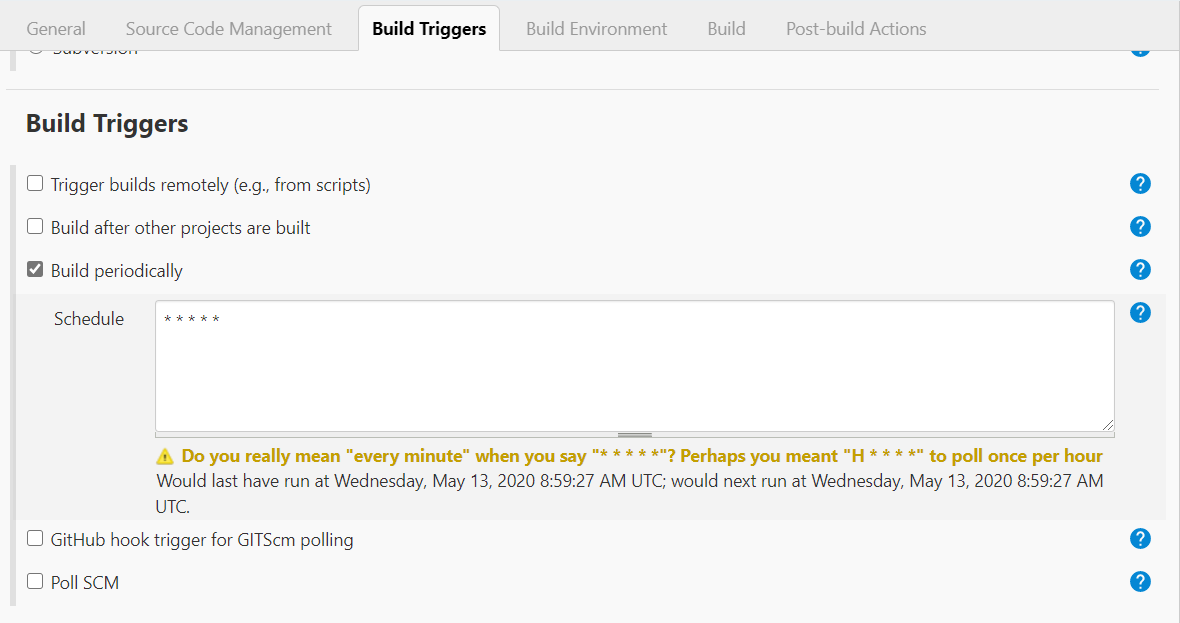 General Source Code Management Build Triggers Build Environment Build Post-build Actions
Subversion
Build Triggers
Trigger builds remotely (e.g., from scripts)
Build after other projects are built
Build periodically
Schedule
* * * * *
Do you really mean "every minute" when you say "* * * * *"? Perhaps you meant "H * * * *" to poll once per hour
Would last have run at Wednesday, May 13, 2020 8:59:27 AM UTC; would next run at Wednesday, May 13, 2020 8:59:27 AM
UTC.
GitHub hook trigger for GITScm polling
Poll SCM